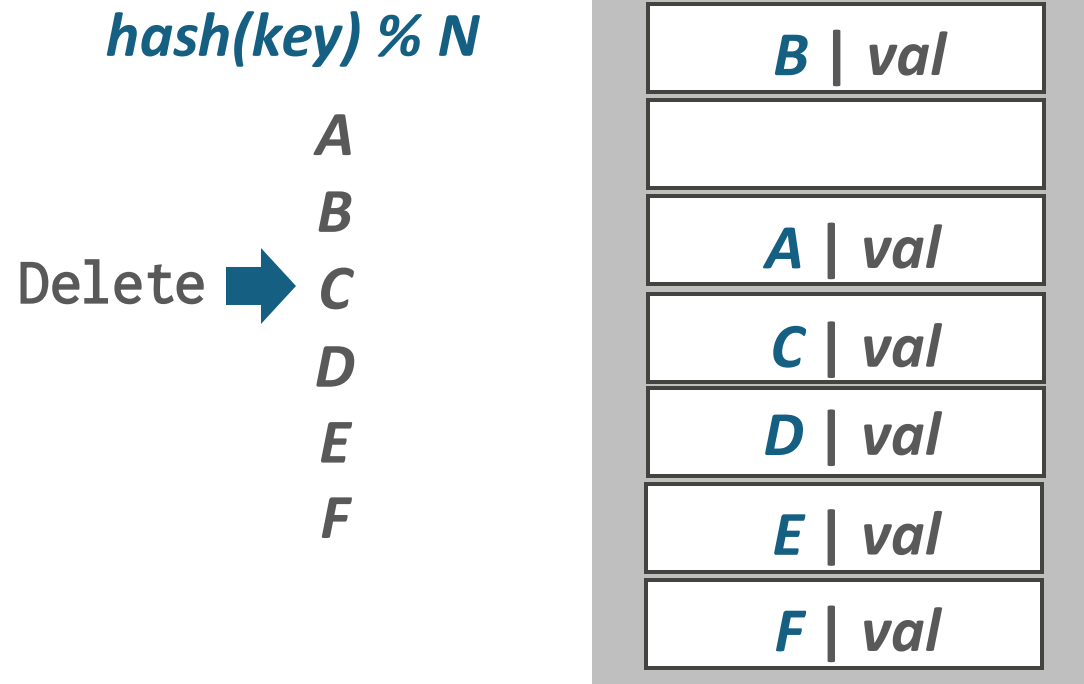 hash(key) % N
A
B
Delete C
D
E
F
B | val
A | val
C | val
D | val
E | val
F | val